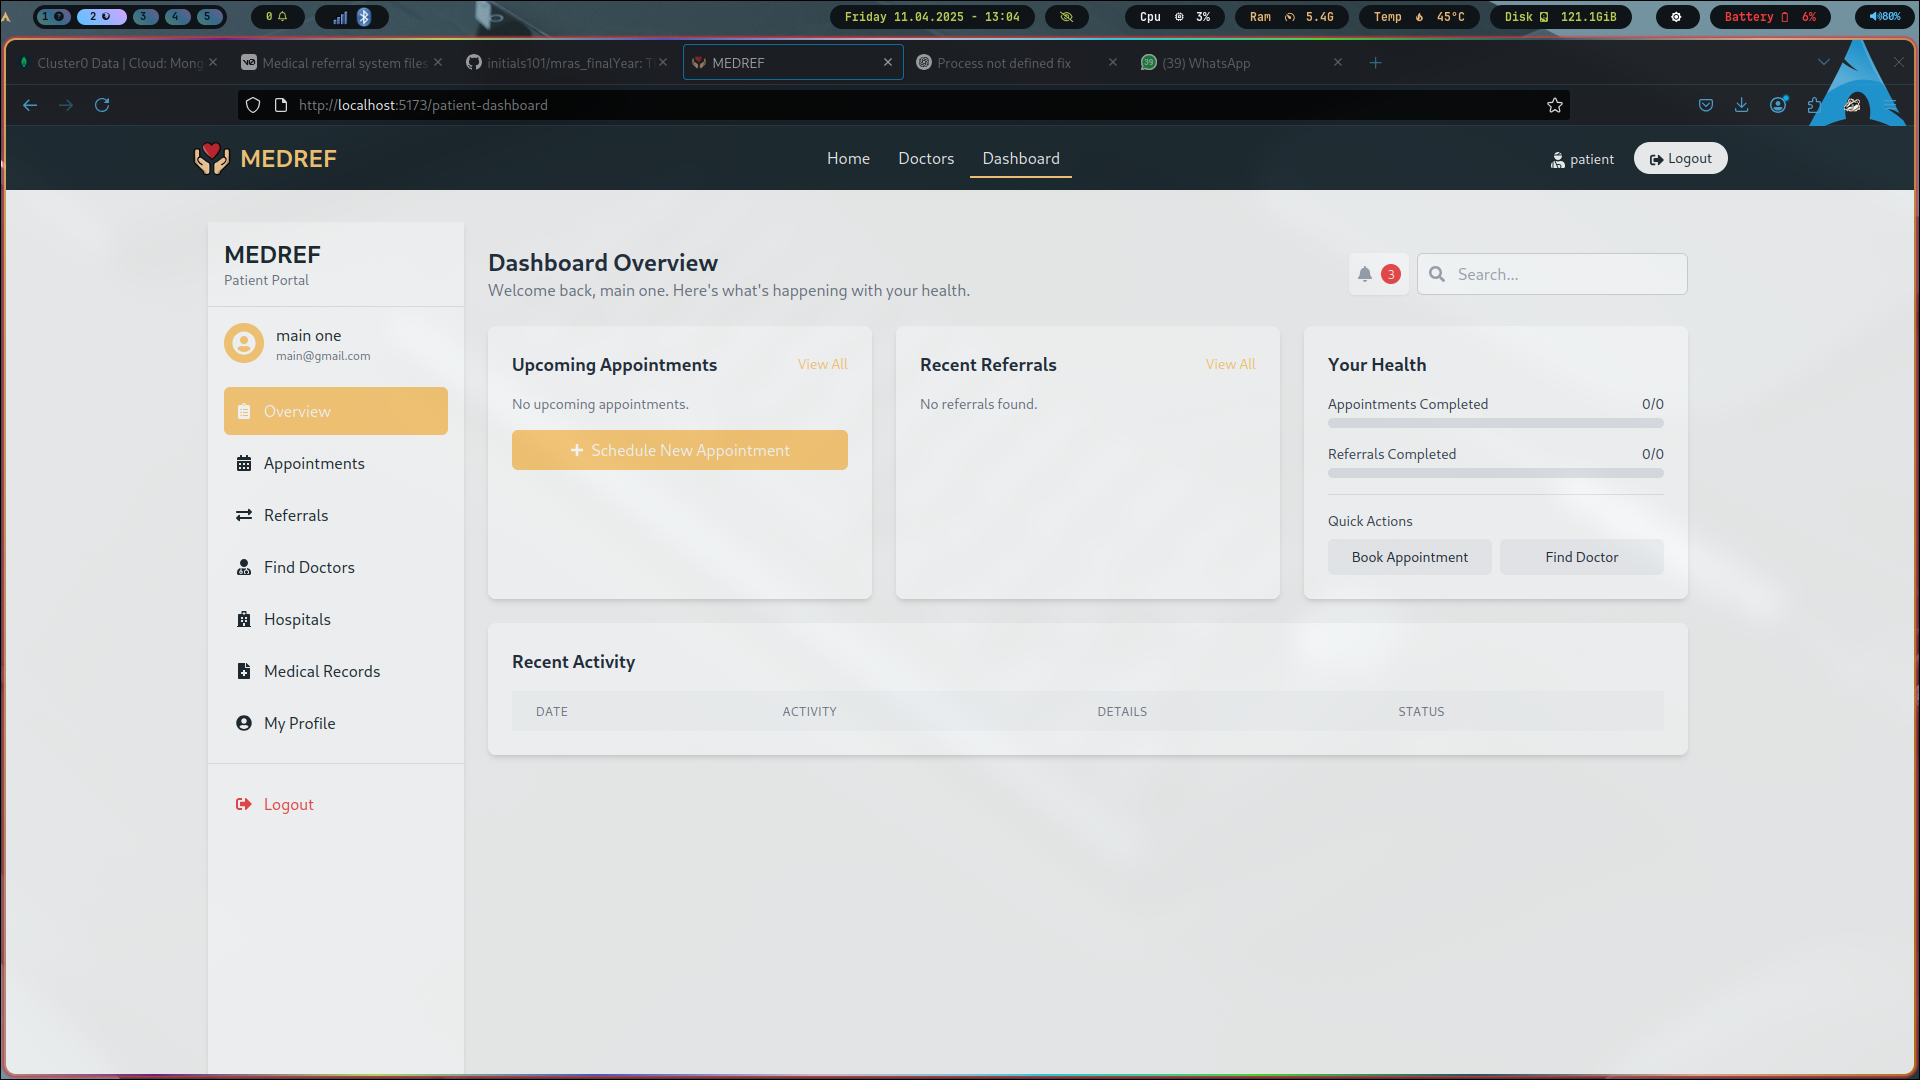 1 2 3 4 5 0 Friday 11.04.2025 - 13:04 Cpu 3% Ram 5.4G Temp 45°C Disk 121.1GiB Battery 6% 80%
Cluster0 Data | Cloud: Mong Medical referral system files initials101/mras_finalYear: T MEDREF Process not defined fix (39) WhatsApp
http://localhost:5173/patient-dashboard
MEDREF Home Doctors Dashboard patient Logout
MEDREF
Patient Portal
main one
main@gmail.com
Overview
Appointments
Referrals
Find Doctors
Hospitals
Medical Records
My Profile
Logout
Dashboard Overview
Welcome back, main one. Here's what's happening with your health.
3 Search...
Upcoming Appointments View All
No upcoming appointments.
+ Schedule New Appointment
Recent Referrals View All
No referrals found.
Your Health
Appointments Completed 0/0
Referrals Completed 0/0
Quick Actions
Book Appointment Find Doctor
Recent Activity
DATE ACTIVITY DETAILS STATUS